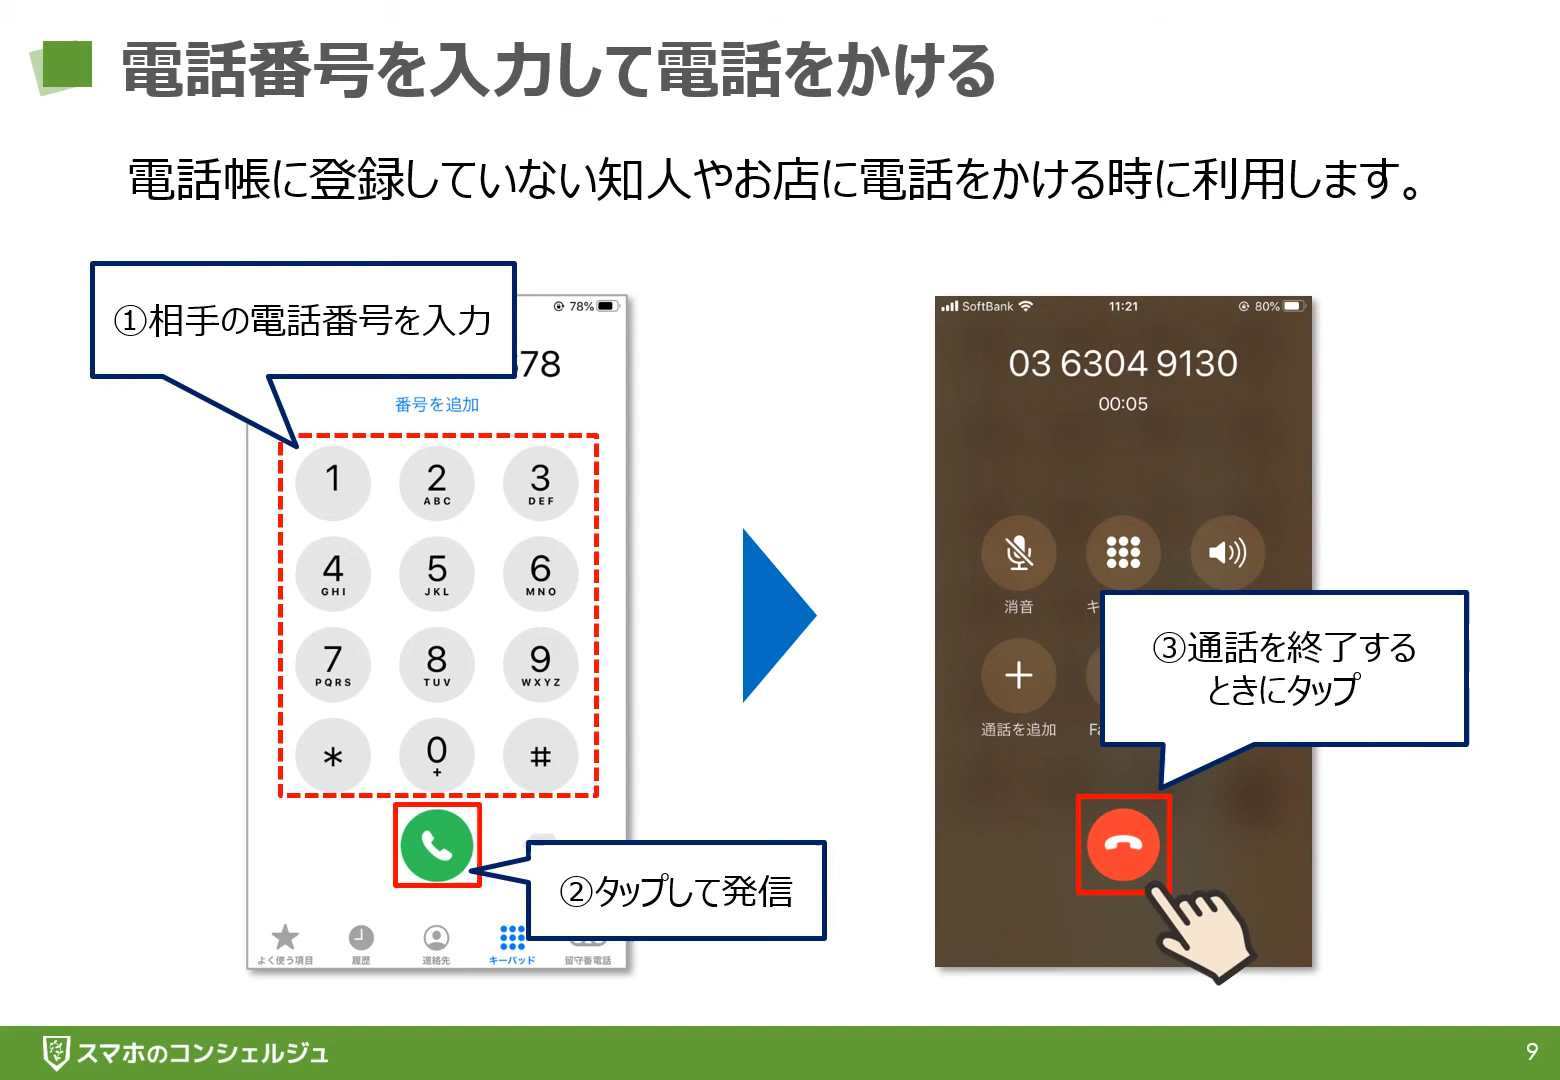 電話番号を入力して電話をかける
電話帳に登録していない知人やお店に電話をかける時に利用します。
①相手の電話番号を入力
78%
78
番号を追加
1
2
ABC
3
DEF
4
GHI
5
JKL
6
MNO
7
PQRS
8
TUV
9
WXYZ
*
0
+
#
②タップして発信
よく使う項目
履歴
連絡先
キーパッド
留守番電話
SoftBank
11:21
80%
03 6304 9130
00:05
消音
キ
通話を追加
Fa
③通話を終了する
ときにタップ
スマホのコンシェルジュ
9